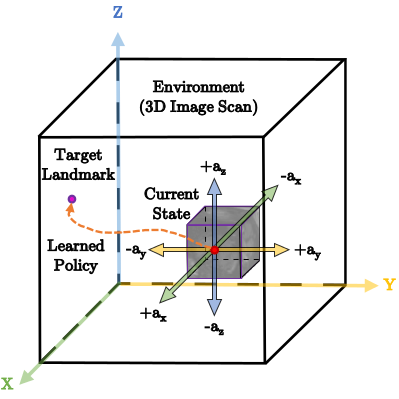 Z
Environment
(3D Image Scan)
Target
Landmark
+a_z
-a_x
Current
State
Learned
Policy
-a_y
+a_y
+a_x
-a_z
Y
X